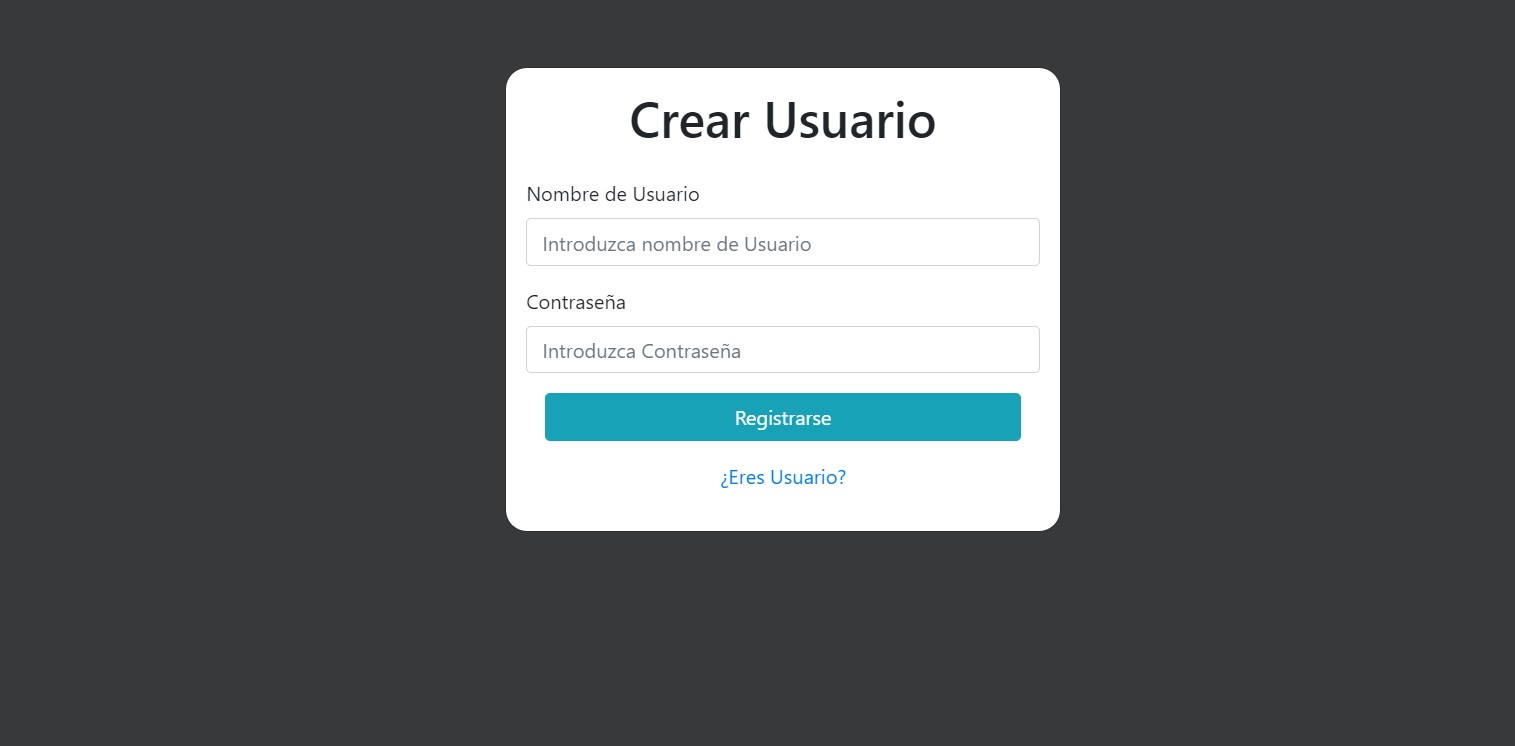 Crear Usuario
Nombre de Usuario
Introduzca nombre de Usuario
Contraseña
Introduzca Contraseña
Registrarse
¿Eres Usuario?